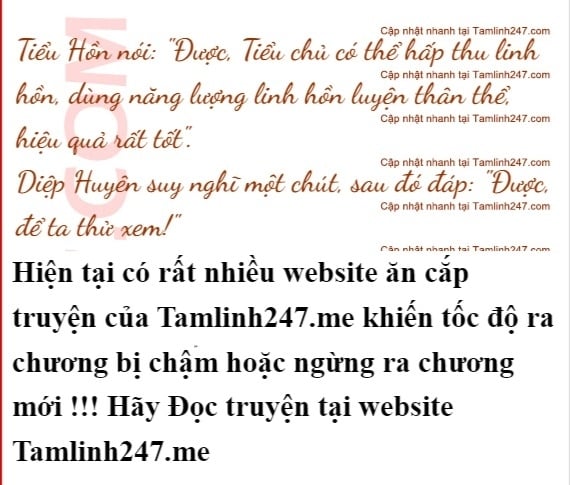 Cập nhật nhanh tại Tamlinh247.com
Tiểu Hồn nói: "Được, Tiểu chủ có thể hấp thu linh
Cập nhật nhanh tại Tamlinh247.com
hồn, dùng năng lượng linh hồn luyện thân thể,
Cập nhật nhanh tại Tamlinh247.com
hiệu quả rất tốt".
Cập nhật nhanh tại Tamlinh247.com
Diệp Huyên suy nghĩ một chút, sau đó đáp: "Được,
Cập nhật nhanh tại Tamlinh247.com
để ta thử xem!"
Cập nhật nhanh tại Tamlinh247.com
.COM
Hiện tại có rất nhiều website ăn cắp
truyện của Tamlinh247.me khiến tốc độ ra
chương bị chậm hoặc ngừng ra chương
mới !!! Hãy Đọc truyện tại website
Tamlinh247.me